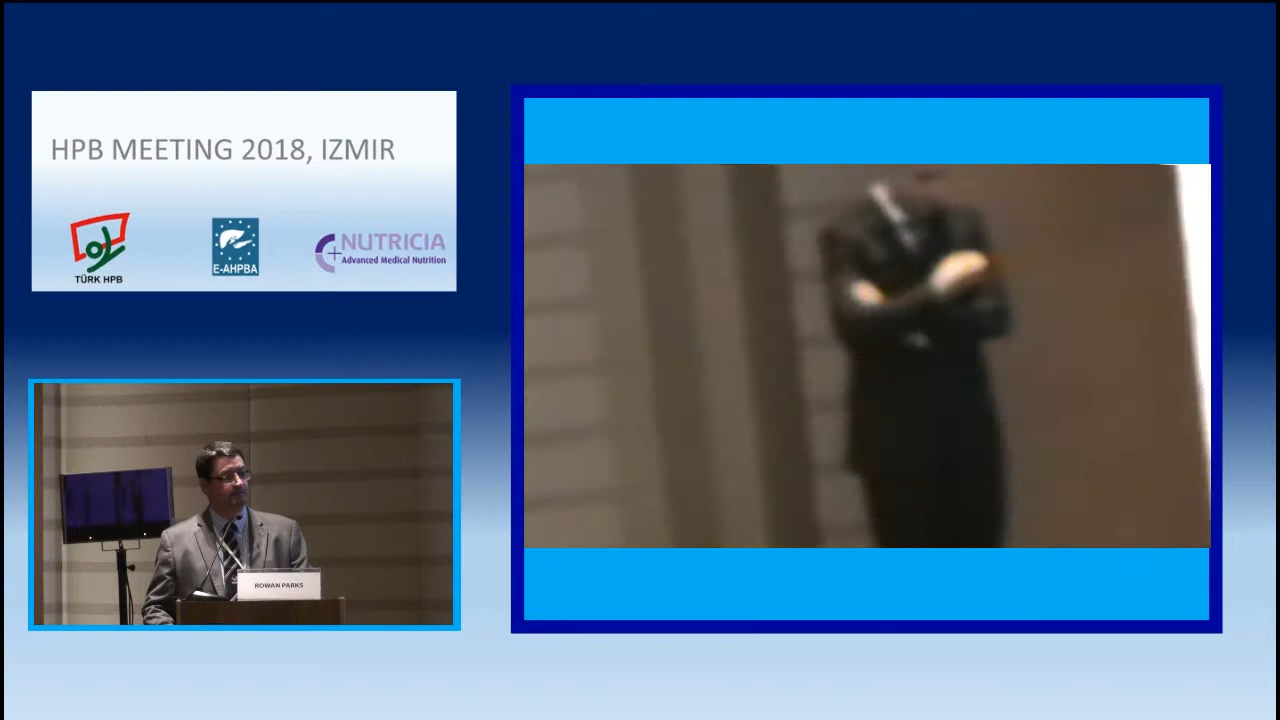 HPB MEETING 2018, IZMIR
TÜRK HPB
E-AHPBA
NUTRICIA
Advanced Medical Nutrition
ROWAN PARKS